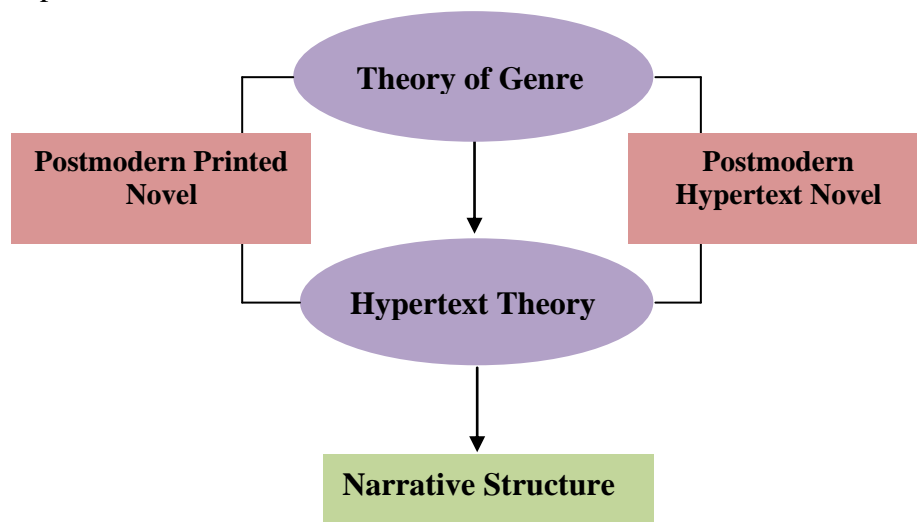 Theory of Genre
Postmodern Printed
Novel
Postmodern
Hypertext Novel
Hypertext Theory
Narrative Structure